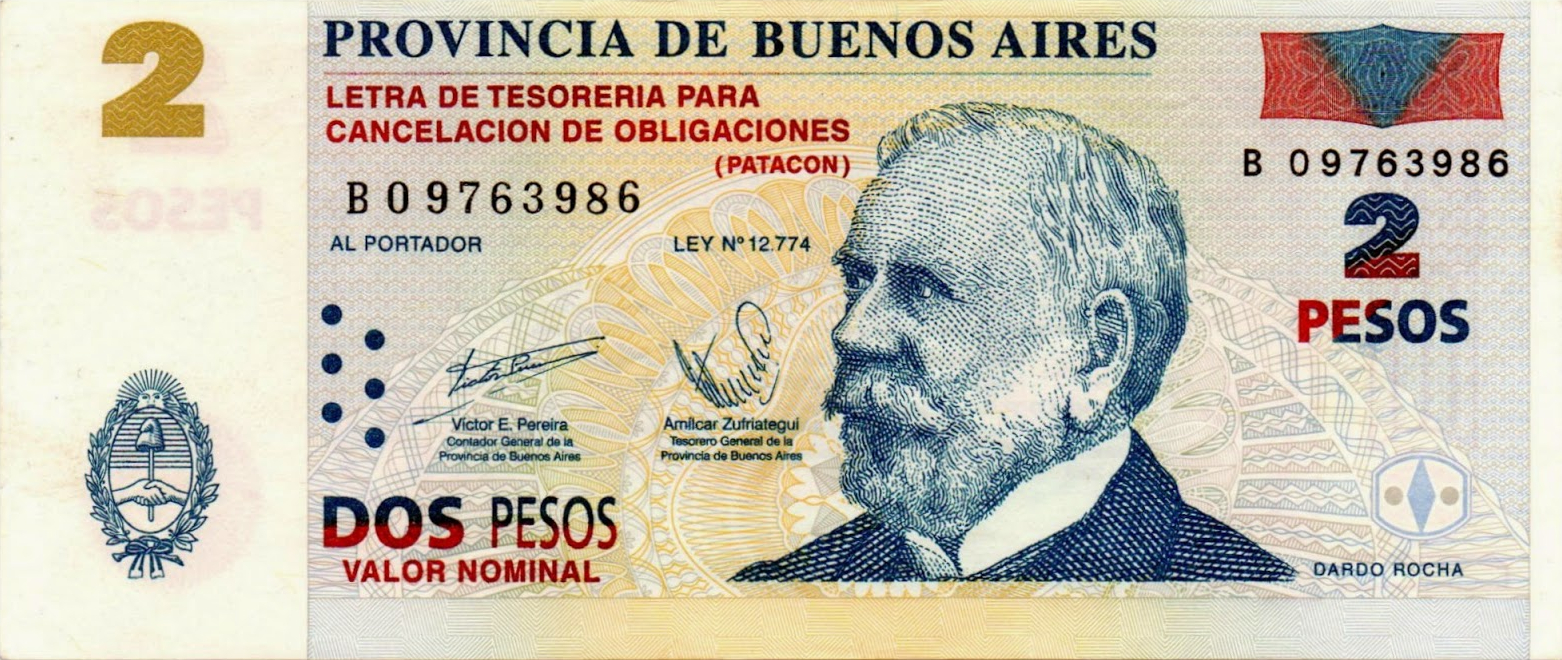 2
PROVINCIA DE BUENOS AIRES
LETRA DE TESORERIA PARA
CANCELACION DE OBLIGACIONES
(PATACON)
B 09763986
B 09763986
AL PORTADOR
LEY Nº 12.774
2
PESOS
PESOS
Victor E. Pereira
Contador General de la
Provincia de Buenos Aires
Amilcar Zufriategui
Tesorero General de la
Provincia de Buenos Aires
DOS PESOS
VALOR NOMINAL
DARDO ROCHA